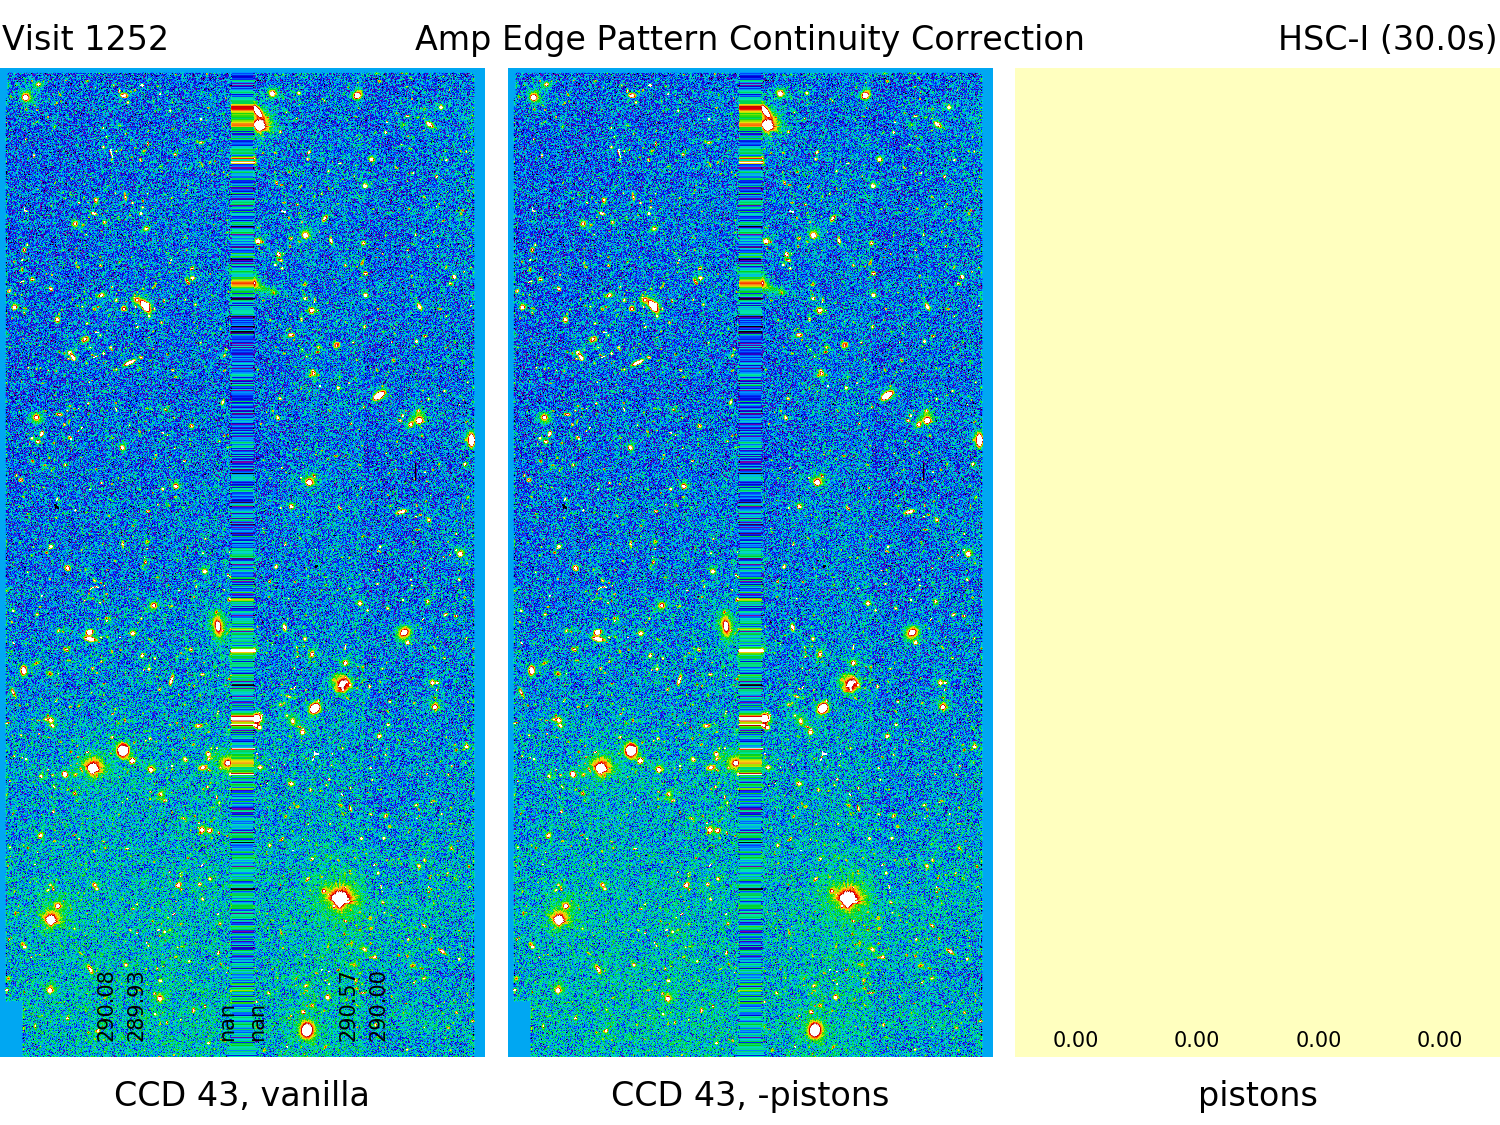 Visit 1252 Amp Edge Pattern Continuity Correction HSC-I (30.0s)
290.08
289.93
nan
nan
290.57
290.00
0.00 0.00 0.00 0.00
CCD 43, vanilla CCD 43, -pistons pistons